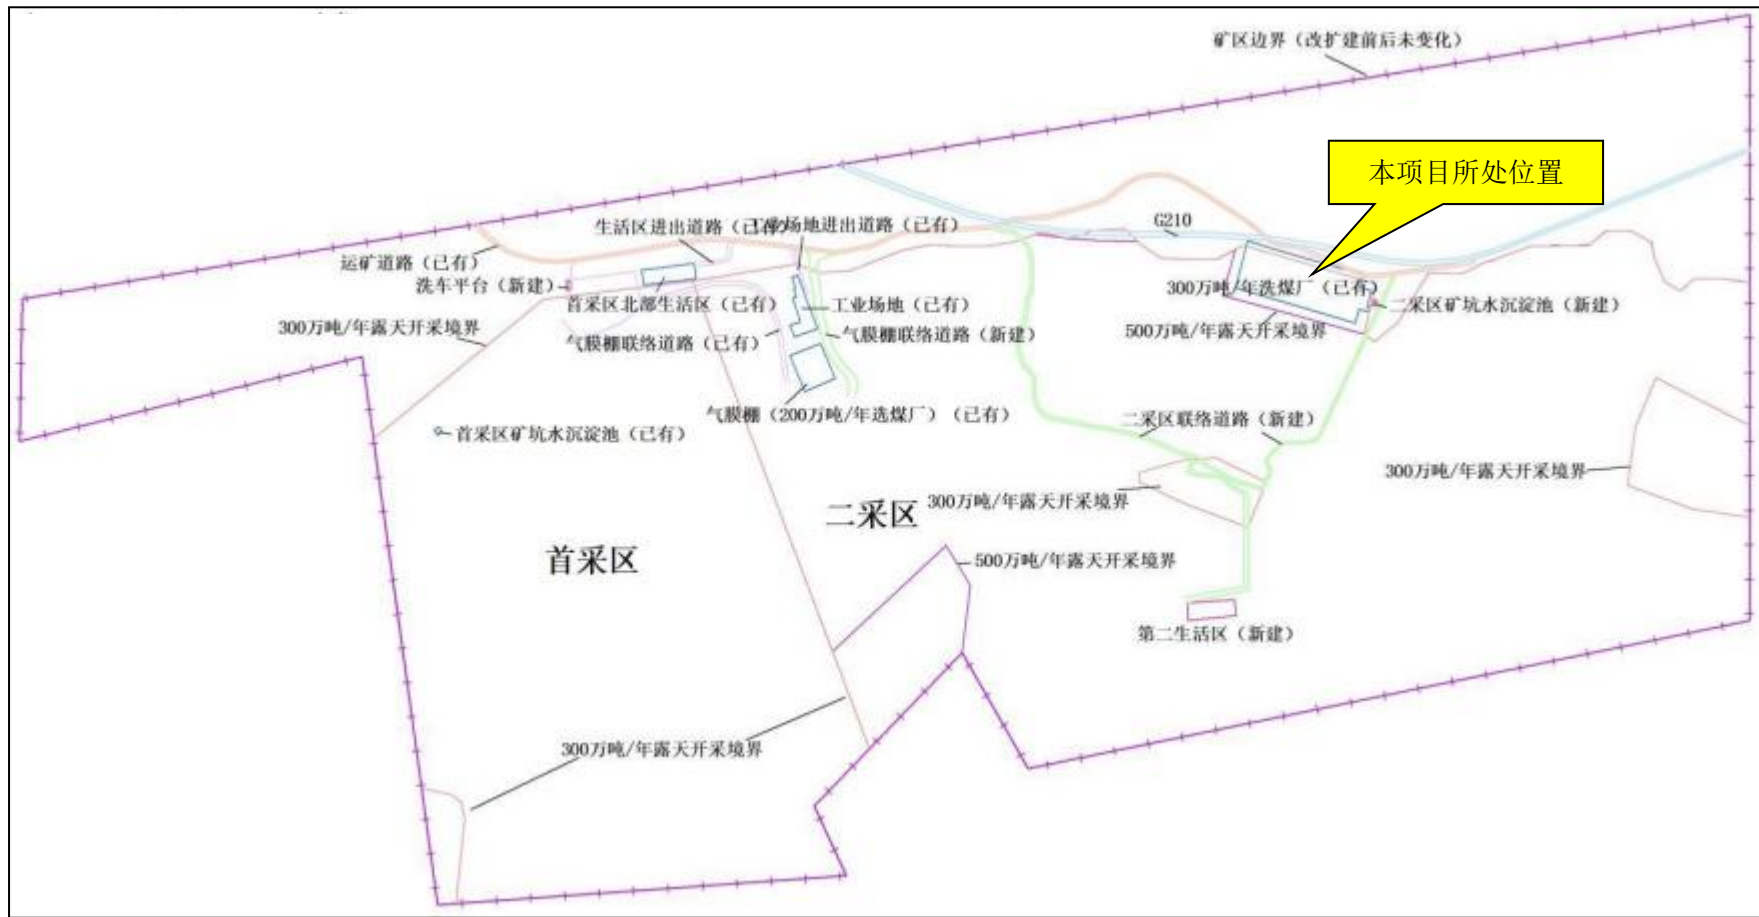 矿区边界（改扩建前后未变化）
本项目所处位置
G210
生活区进出道路（已有）
工业场地进出道路（已有）
运矿道路（已有）
洗车平台（新建）
首采区北部生活区（已有）
工业场地（已有）
300万吨/年洗煤厂（已有）
二采区矿坑水沉淀池（新建）
300万吨/年露天开采境界
气膜棚联络道路（已有）
气膜棚联络道路（新建）
500万吨/年露天开采境界
气膜棚（200万吨/年选煤厂）（已有）
首采区矿坑水沉淀池（已有）
二采区联络道路（新建）
300万吨/年露天开采境界
300万吨/年露天开采境界
二采区
首采区
500万吨/年露天开采境界
第二生活区（新建）
300万吨/年露天开采境界